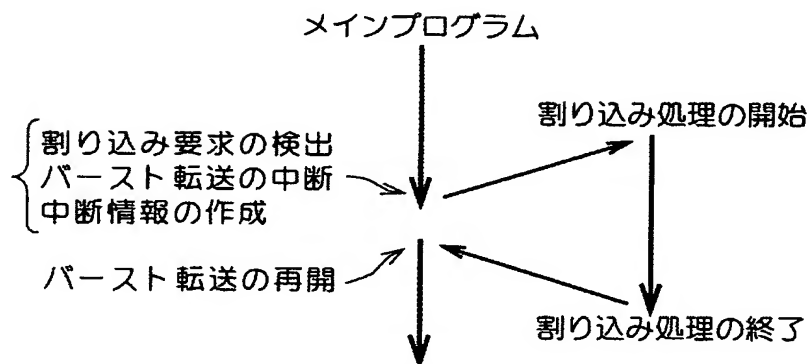 メインプログラム
割り込み処理の開始
割り込み要求の検出
バースト転送の中断
中断情報の作成
バースト転送の再開
割り込み処理の終了